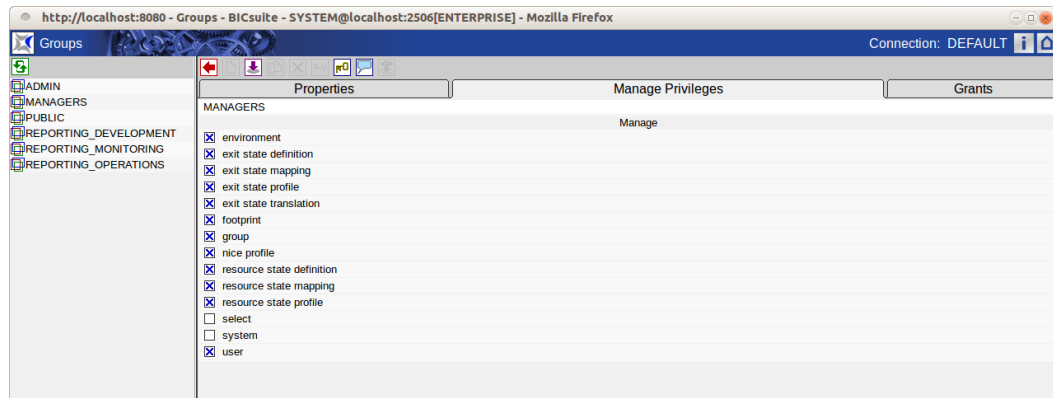 http://localhost:8080 - Groups - BICsuite - SYSTEM@localhost:2506[ENTERPRISE] - Mozilla Firefox
Groups
Connection: DEFAULT
ADMIN
MANAGERS
PUBLIC
REPORTING_DEVELOPMENT
REPORTING_MONITORING
REPORTING_OPERATIONS
Properties
Manage Privileges
Grants
MANAGERS
Manage
environment
exit state definition
exit state mapping
exit state profile
exit state translation
footprint
group
nice profile
resource state definition
resource state mapping
resource state profile
select
system
user